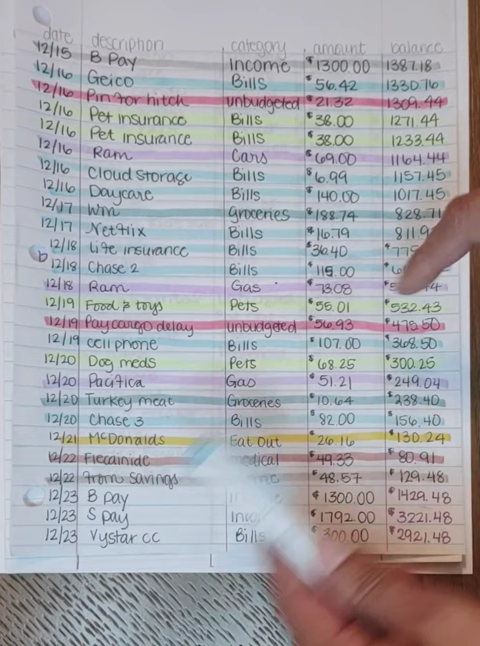 date description category amount balance
12/15 B Pay Income $1300.00 1387.18
12/16 Geico Bills $56.42 1330.76
12/16 Pin for hitch unbudgeted $21.32 1309.44
12/16 Pet insurance Bills $38.00 1271.44
12/16 Pet insurance Bills $38.00 1233.44
12/16 Ram Cars $69.00 1164.44
12/16 Cloud storage Bills $6.99 1157.45
12/16 Daycare Bills $140.00 1017.45
12/17 Wm Groceries $188.74 828.71
12/17 Netflix Bills $16.79 811.9
12/18 Life insurance Bills $36.40
12/18 Chase 2 Bills $115.00
12/18 Ram Gas $73.08
12/19 Food & toys Pets $55.01 $532.43
12/19 Pay cargo delay unbudgeted $56.93 $475.50
12/19 cell phone Bills $107.00 $368.50
12/20 Dog meds Pets $68.25 $300.25
12/20 Pacifica Gas $51.21 $249.04
12/20 Turkey meat Groceries $10.64 $238.40
12/20 Chase 3 Bills $82.00 $156.40
12/21 McDonalds Eat Out $26.16 $130.24
12/22 Flecainide $49.33 $80.91
12/22 From Savings $48.57 $129.48
12/23 B pay $1300.00 $1429.48
12/23 S pay $1792.00 $3221.48
12/23 Vystar cc Bills $300.00 $2921.48